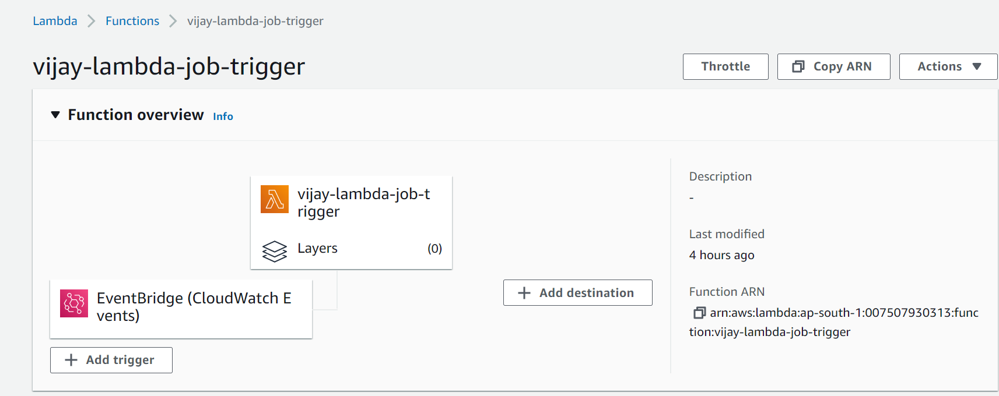 Lambda > Functions > vijay-lambda-job-trigger
vijay-lambda-job-trigger
Throttle
Copy ARN
Actions
Function overview Info
vijay-lambda-job-t
rigger
Layers (0)
EventBridge (CloudWatch E
vents)
Add trigger
Add destination
Description
-
Last modified
4 hours ago
Function ARN
arn:aws:lambda:ap-south-1:007507930313:func
tion:vijay-lambda-job-trigger